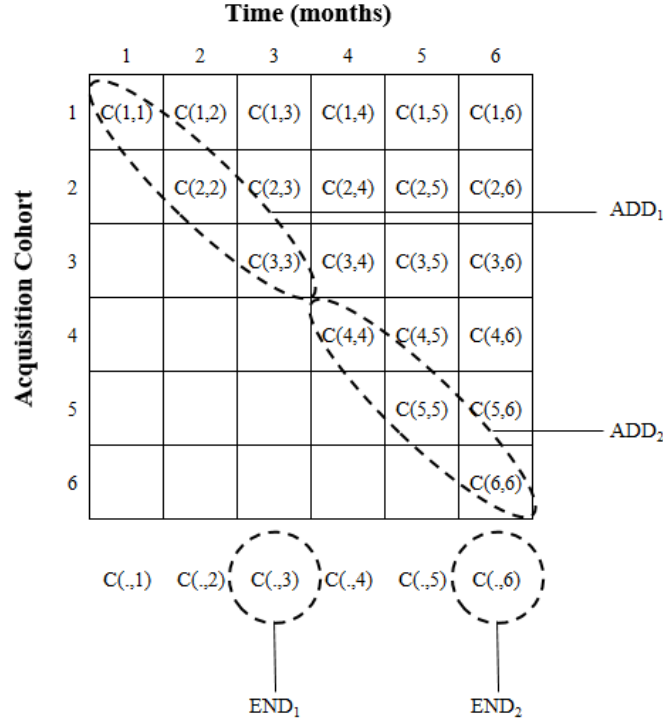 Time (months)
1 2 3 4 5 6
Acquisition Cohort
1 C(1,1) C(1,2) C(1,3) C(1,4) C(1,5) C(1,6)
2 C(2,2) C(2,3) C(2,4) C(2,5) C(2,6)
ADD₁
3 C(3,3) C(3,4) C(3,5) C(3,6)
4 C(4,4) C(4,5) C(4,6)
5 C(5,5) C(5,6)
ADD₂
6 C(6,6)
C(.,1) C(.,2) C(.,3) C(.,4) C(.,5) C(.,6)
END₁ END₂